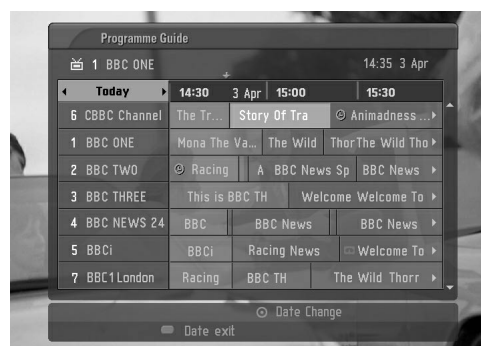 Programme Guide
1 BBC ONE 14:35 3 Apr
Today 14:30 3 Apr 15:00 15:30
6 CBBC Channel The Tr... Story Of Tra Animadness ...
1 BBC ONE Mona The Va... The Wild ThorThe Wild Tho
2 BBC TWO Racing A BBC News Sp BBC News
3 BBC THREE This is BBC TH Welcome Welcome To
4 BBC NEWS 24 BBC BBC News BBC News
5 BBCi BBCi Racing News Welcome To
7 BBC1London Racing BBC TH The Wild Thorr
Date Change
Date exit